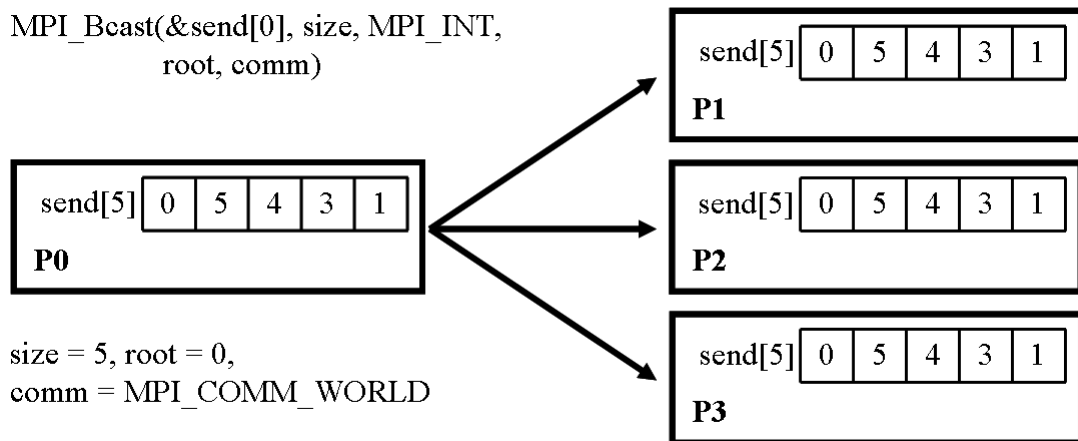 MPI_Bcast(&send[0], size, MPI_INT,
root, comm)
send[5] 0 5 4 3 1
P0
size = 5, root = 0,
comm = MPI_COMM_WORLD
send[5] 0 5 4 3 1
P1
send[5] 0 5 4 3 1
P2
send[5] 0 5 4 3 1
P3